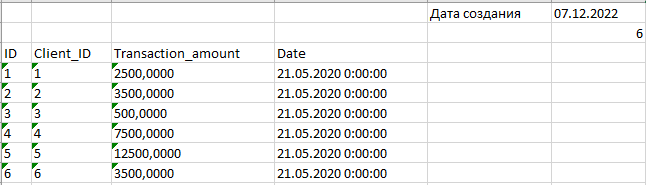 Дата создания 07.12.2022
6
ID Client_ID Transaction_amount Date
1 1 2500,0000 21.05.2020 0:00:00
2 2 3500,0000 21.05.2020 0:00:00
3 3 500,0000 21.05.2020 0:00:00
4 4 7500,0000 21.05.2020 0:00:00
5 5 12500,0000 21.05.2020 0:00:00
6 6 3500,0000 21.05.2020 0:00:00